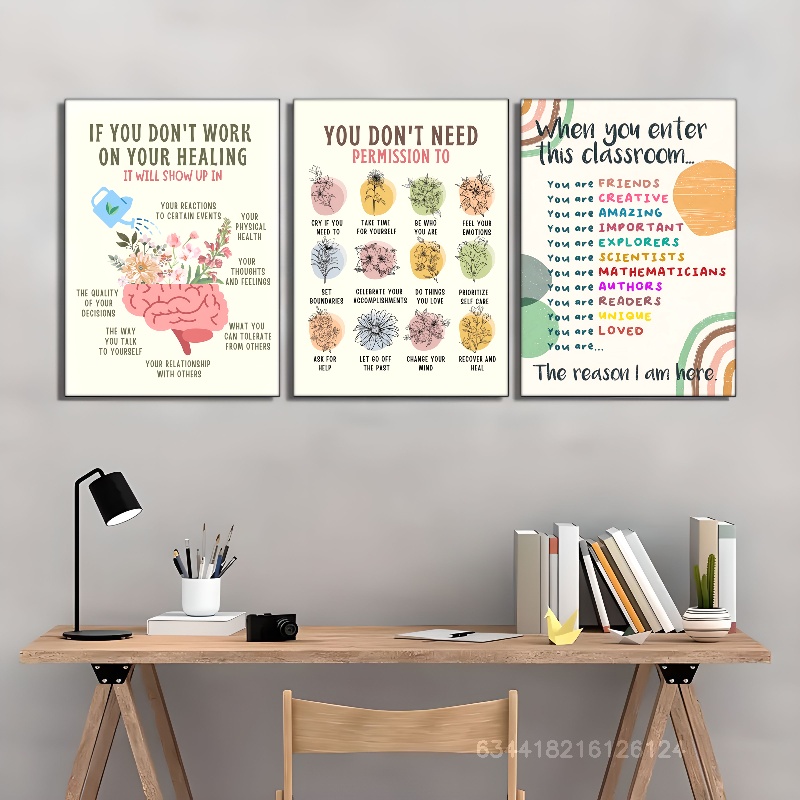 IF YOU DON'T WORK
ON YOUR HEALING
IT WILL SHOW UP IN
YOUR REACTIONS
TO CERTAIN EVENTS
YOUR
PHYSICAL
HEALTH
YOUR
THOUGHTS
AND FEELINGS
THE QUALITY
OF YOUR
DECISIONS
WHAT YOU
CAN TOLERATE
FROM OTHERS
THE WAY
YOU TALK
TO YOURSELF
YOUR RELATIONSHIP
WITH OTHERS
YOU DON'T NEED
PERMISSION TO
CRY IF YOU
NEED TO
TAKE TIME
FOR YOURSELF
BE WHO
YOU ARE
FEEL YOUR
EMOTIONS
SET
BOUNDARIES
CELEBRATE YOUR
ACCOMPLISHMENTS
DO THINGS
YOU LOVE
PRIORITIZE
SELF CARE
ASK FOR
HELP
LET GO OFF
THE PAST
CHANGE YOUR
MIND
RECOVER AND
HEAL
When you enter
this classroom...
You are FRIENDS
You are CREATIVE
You are AMAZING
You are IMPORTANT
You are EXPLORERS
You are SCIENTISTS
You are MATHEMATICIANS
You are AUTHORS
You are READERS
You are UNIQUE
You are LOVED
You are...
The reason I am here.
634418216126124